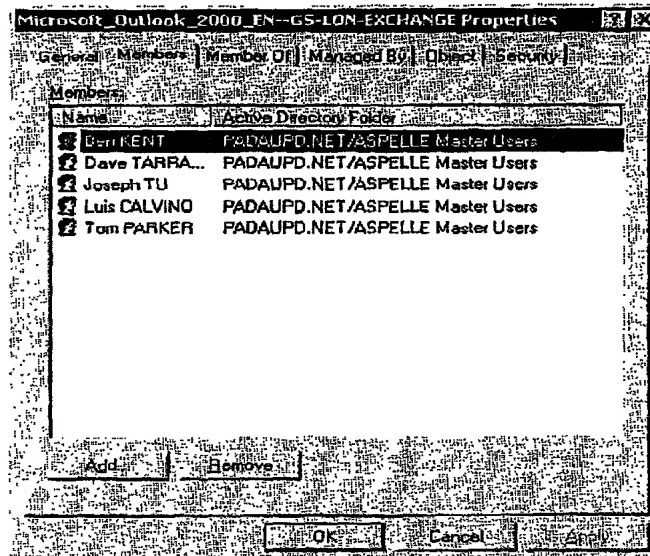 Microsoft_Outlook_2000_EN--GS-LON-EXCHANGE Properties
General Members Member Of Managed By Object Security
Members:
Name Active Directory Folder
Ben KENT PADAUPD.NET/ASPELLE Master Users
Dave TARRA... PADAUPD.NET/ASPELLE Master Users
Joseph TU PADAUPD.NET/ASPELLE Master Users
Luis CALVINO PADAUPD.NET/ASPELLE Master Users
Tom PARKER PADAUPD.NET/ASPELLE Master Users
Add... Remove
OK Cancel Apply